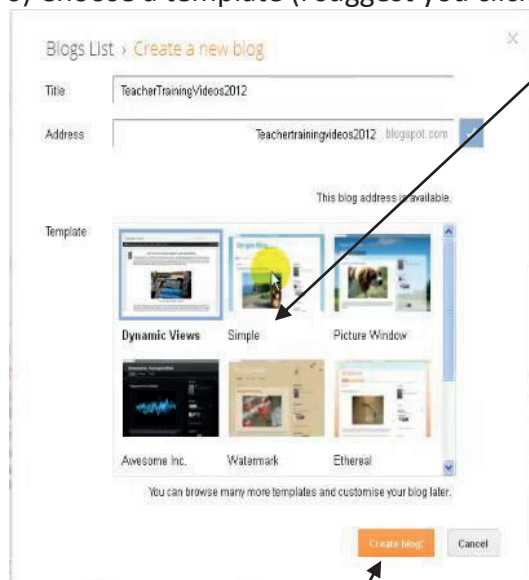 Choose a template (I suggest you click
Blogs List › Create a new blog
Title TeacherTrainingVideos2012
Address Teachertrainingvideos2012 .blogspot.com
This blog address is available.
Template
Dynamic Views Simple Picture Window
Awesome Inc. Watermark Ethereal
You can browse many more templates and customise your blog later.
Create blog! Cancel